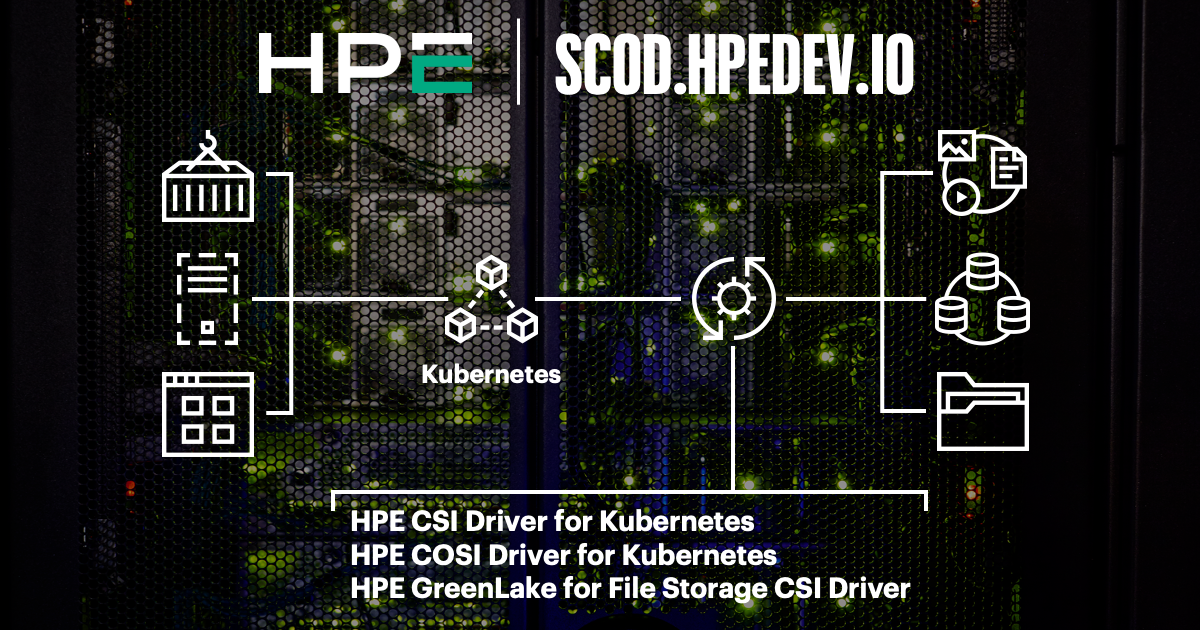 HPE | SCOD.HPEDEV.IO
Kubernetes
HPE CSI Driver for Kubernetes
HPE COSI Driver for Kubernetes
HPE GreenLake for File Storage CSI Driver